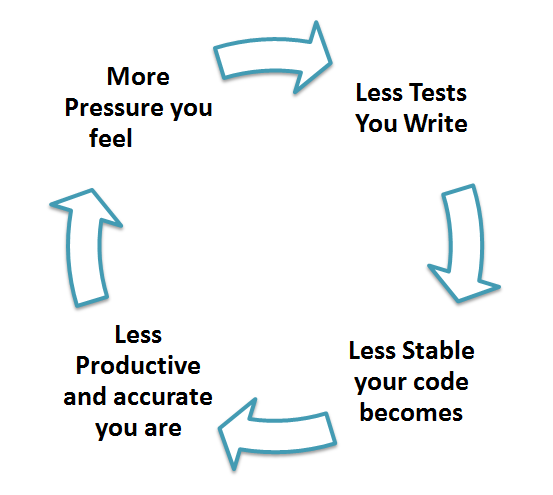 More
Pressure you
feel
Less Tests
You Write
Less Stable
your code
becomes
Less
Productive
and accurate
you are